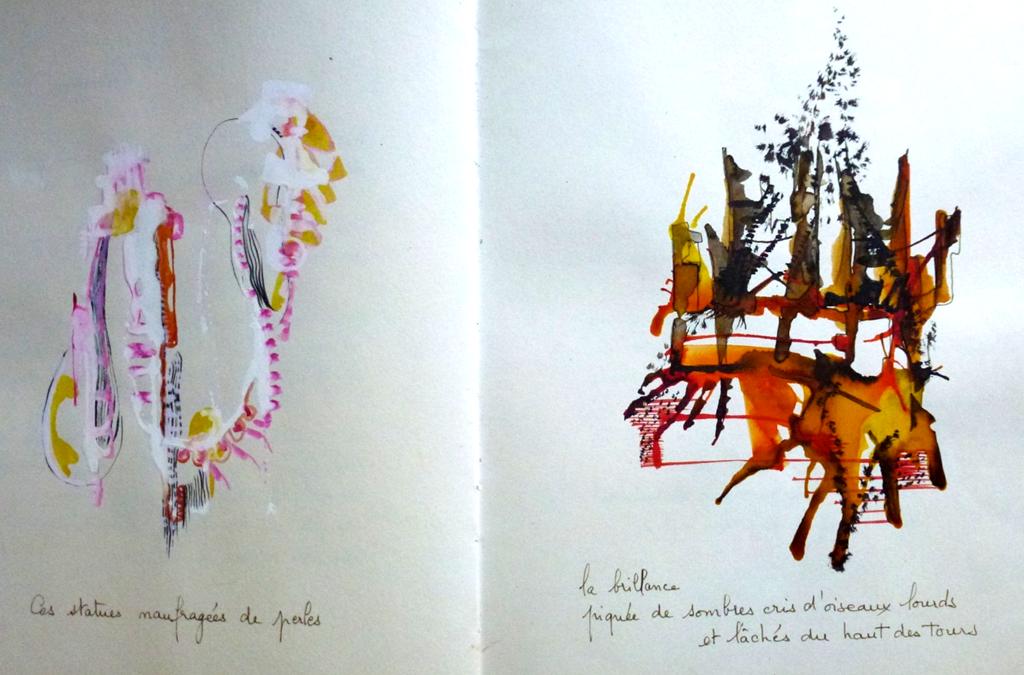 Ces statues naufragées de perles
la brillance
piquée de sombres cris d'oiseaux lourds
et lâchés du haut des tours